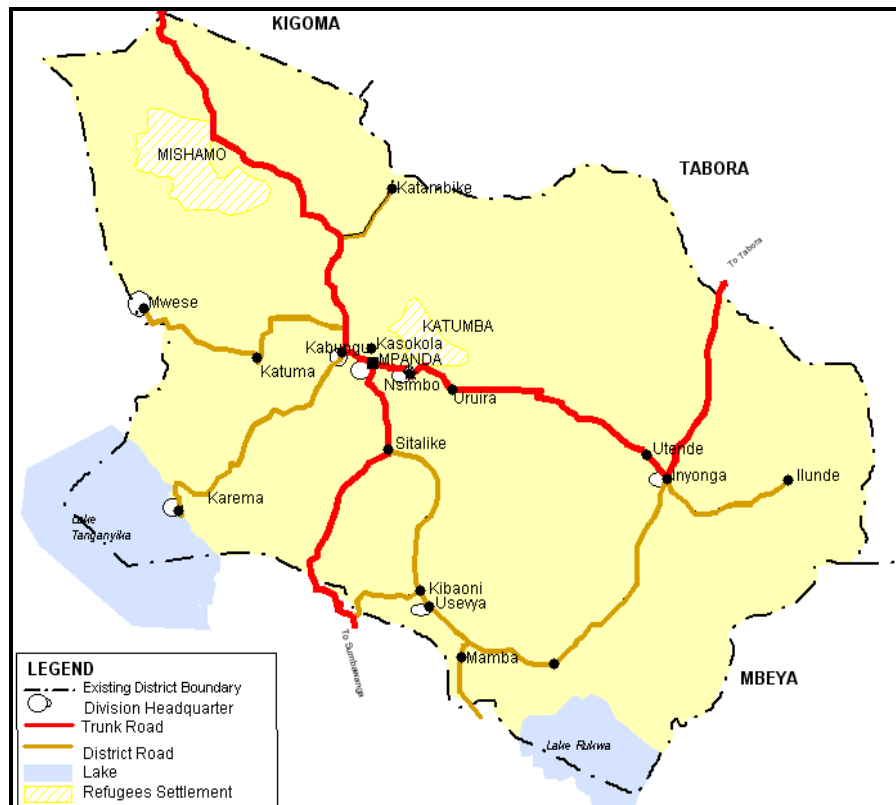 KIGOMA
MISHAMO
TABORA
Katambike
To Tabora
Mwese
KATUMBA
Kabungu
Kasokola
MPANDA
Katuma
Nsimbo
Uruira
Sitalike
Utende
Inyonga
Ilunde
Karema
Lake
Tanganyika
Kibaoni
Usevya
To Sumbawanga
Mamba
MBEYA
Lake Rukwa
LEGEND
Existing District Boundary
Division Headquarter
Trunk Road
District Road
Lake
Refugees Settlement